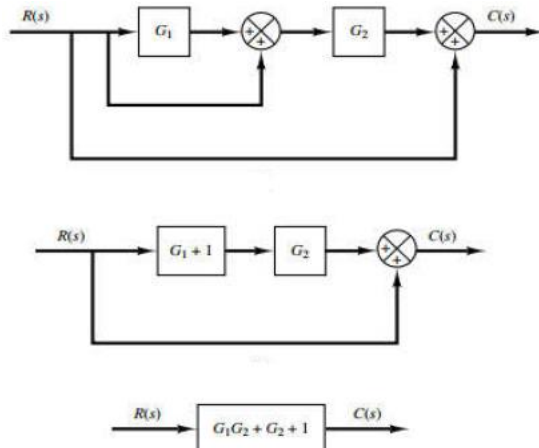 R(s) G₁ + + G₂ + + C(s)
R(s) G₁ + 1 G₂ + + C(s)
R(s) G₁G₂ + G₂ + 1 C(s)